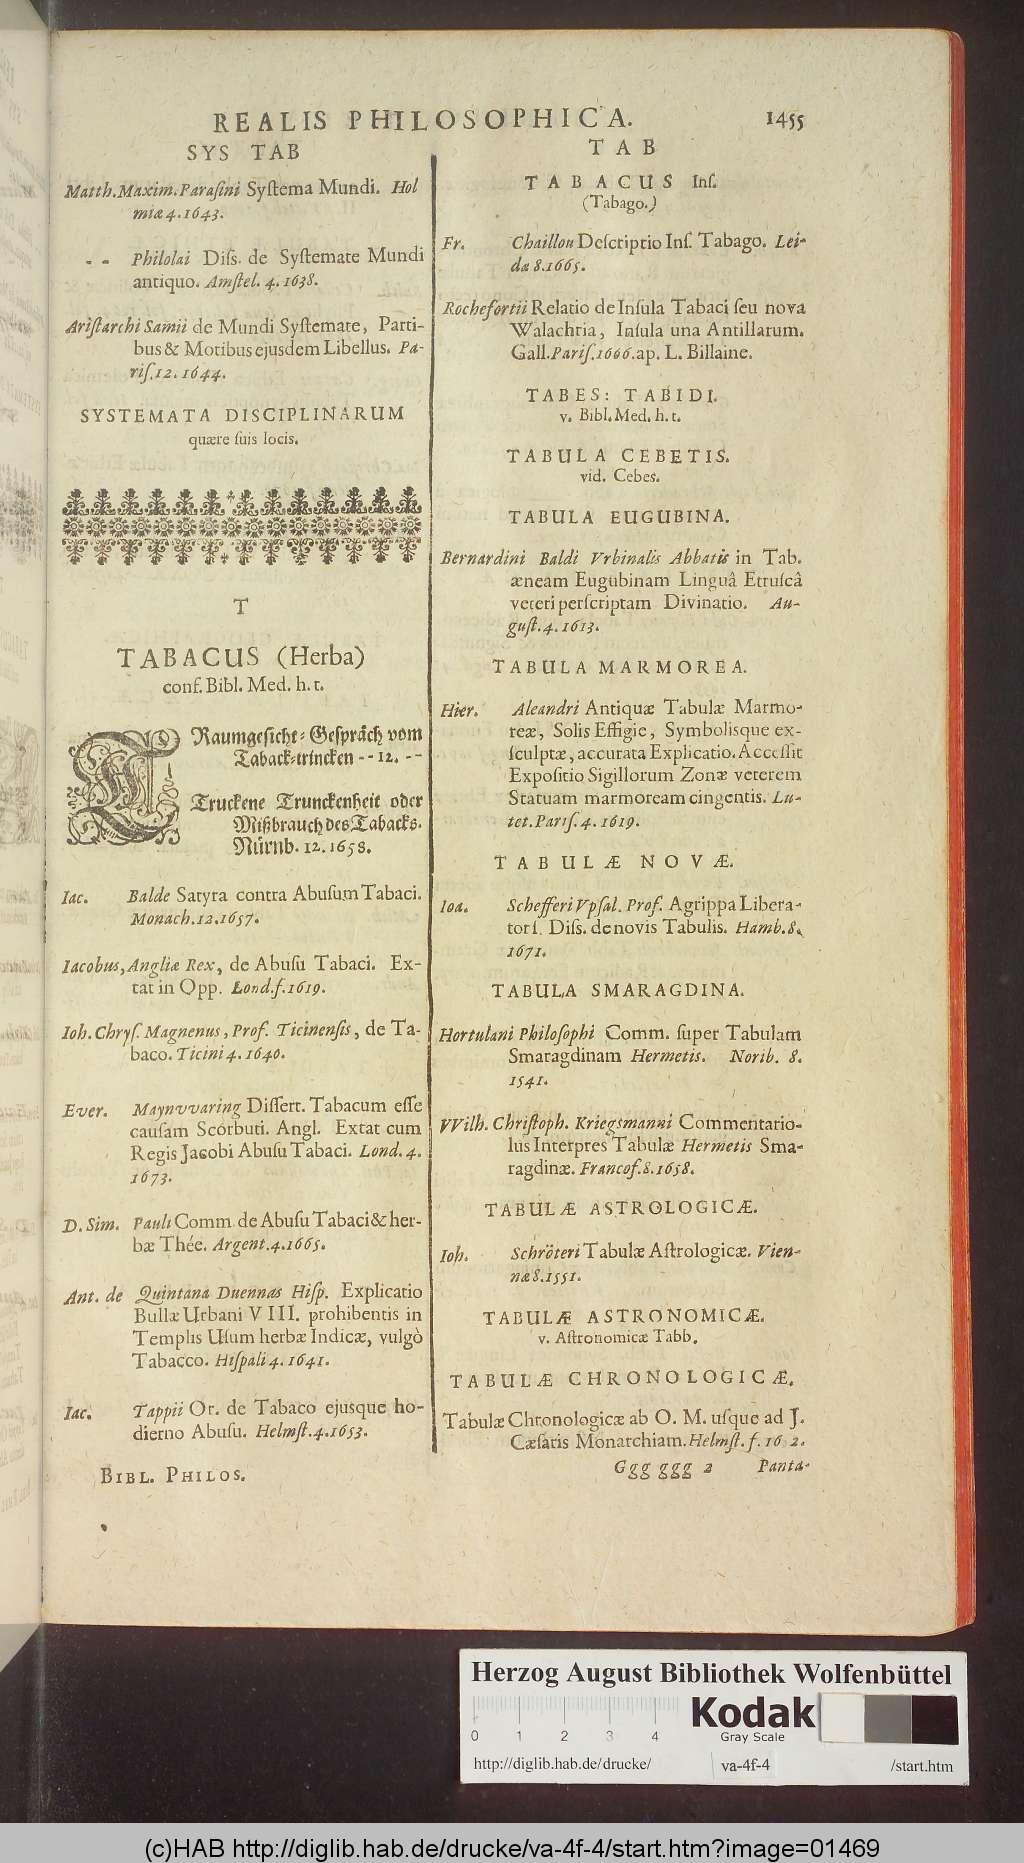 REALIS PHILOSOPHICA.
1455
SYS TAB
Matth. Maxim. Parasini Syſtema Mundi. Hol
miæ 4. 1643.
- - Philolai Diſſ. de Syſtemate Mundi
antiquo. Amſtel. 4. 1638.
Ariſtarchi Samii de Mundi Syſtemate, Parti-
bus & Motibus ejusdem Libellus. Pa-
riſ. 12. 1644.
SYSTEMATA DISCIPLINARUM
quære ſuis locis.
T
TABACUS (Herba)
conf. Bibl. Med. h. t.
TRaumgeſicht-Geſpräch vom
Taback-trincken - - 12. - -
Truckene Trunckenheit oder
Mißbrauch des Tabacks.
Nürnb. 12. 1658.
Iac. Balde Satyra contra Abuſum Tabaci.
Monach. 12. 1657.
Iacobus, Angliæ Rex, de Abuſu Tabaci. Ex-
tat in Opp. Lond. f. 1619.
Ioh. Chryſ. Magnenus, Prof. Ticinenſis, de Ta-
baco. Ticini 4. 1640.
Ever. Maynvvaring Diſſert. Tabacum eſſe
cauſam Scorbuti. Angl. Extat cum
Regis Jacobi Abuſu Tabaci. Lond. 4.
1673.
D. Sim. Pauli Comm. de Abuſu Tabaci & her-
bæ Thée. Argent. 4. 1665.
Ant. de Quintana Duennas Hiſp. Explicatio
Bullæ Urbani VIII. prohibentis in
Templis Uſum herbæ Indicæ, vulgò
Tabacco. Hiſpali 4. 1641.
Iac. Tappii Or. de Tabaco ejusque ho-
dierno Abuſu. Helmſt. 4. 1653.
BIBL. PHILOS.
TAB
TABACUS Inſ.
(Tabago.)
Fr. Chaillou Deſcriptio Inſ. Tabago. Lei-
dæ 8. 1665.
Rochefortii Relatio de Inſula Tabaci ſeu nova
Walachria, Inſula una Antillarum.
Gall. Pariſ. 1666. ap. L. Billaine.
TABES: TABIDI.
v. Bibl. Med. h. t.
TABULA CEBETIS.
vid. Cebes.
TABULA EUGUBINA.
Bernardini Baldi Vrbinalis Abbatis in Tab.
æneam Eugubinam Linguâ Etruſcâ
veteri perſcriptam Divinatio. Au-
guſt. 4. 1613.
TABULA MARMOREA.
Hier. Aleandri Antiquæ Tabulæ Marmo-
reæ, Solis Effigie, Symbolisque ex-
ſculptæ, accurata Explicatio. Acceſſit
Expoſitio Sigillorum Zonæ veterem
Statuam marmoream cingentis. Lu-
tet. Pariſ. 4. 1619.
TABULÆ NOVÆ.
Ioa. Schefferi Vpſal. Prof. Agrippa Libera-
torſ. Diſſ. de novis Tabulis. Hamb. 8.
1671.
TABULA SMARAGDINA.
Hortulani Philoſophi Comm. ſuper Tabulam
Smaragdinam Hermetis. Norib. 8.
1541.
VVilh. Chriſtoph. Kriegsmanni Commentario-
lus Interpres Tabulæ Hermetis Sma-
ragdinæ. Francof. 8. 1658.
TABULÆ ASTROLOGICÆ.
Ioh. Schröteri Tabulæ Aſtrologicæ. Vien-
næ 8. 1551.
TABULÆ ASTRONOMICÆ.
v. Aſtronomicæ Tabb.
TABULÆ CHRONOLOGICÆ.
Tabulæ Chronologicæ ab O. M. uſque ad J.
Cæſaris Monarchiam. Helmſt. f.
Ggg ggg 2 Panta-
Herzog August Bibliothek Wolfenbüttel
0 1 2 3 4
Kodak
Gray Scale
http://diglib.hab.de/drucke/ va-4f-4 /start.htm
(c)HAB http://diglib.hab.de/drucke/va-4f-4/start.htm?image=01469